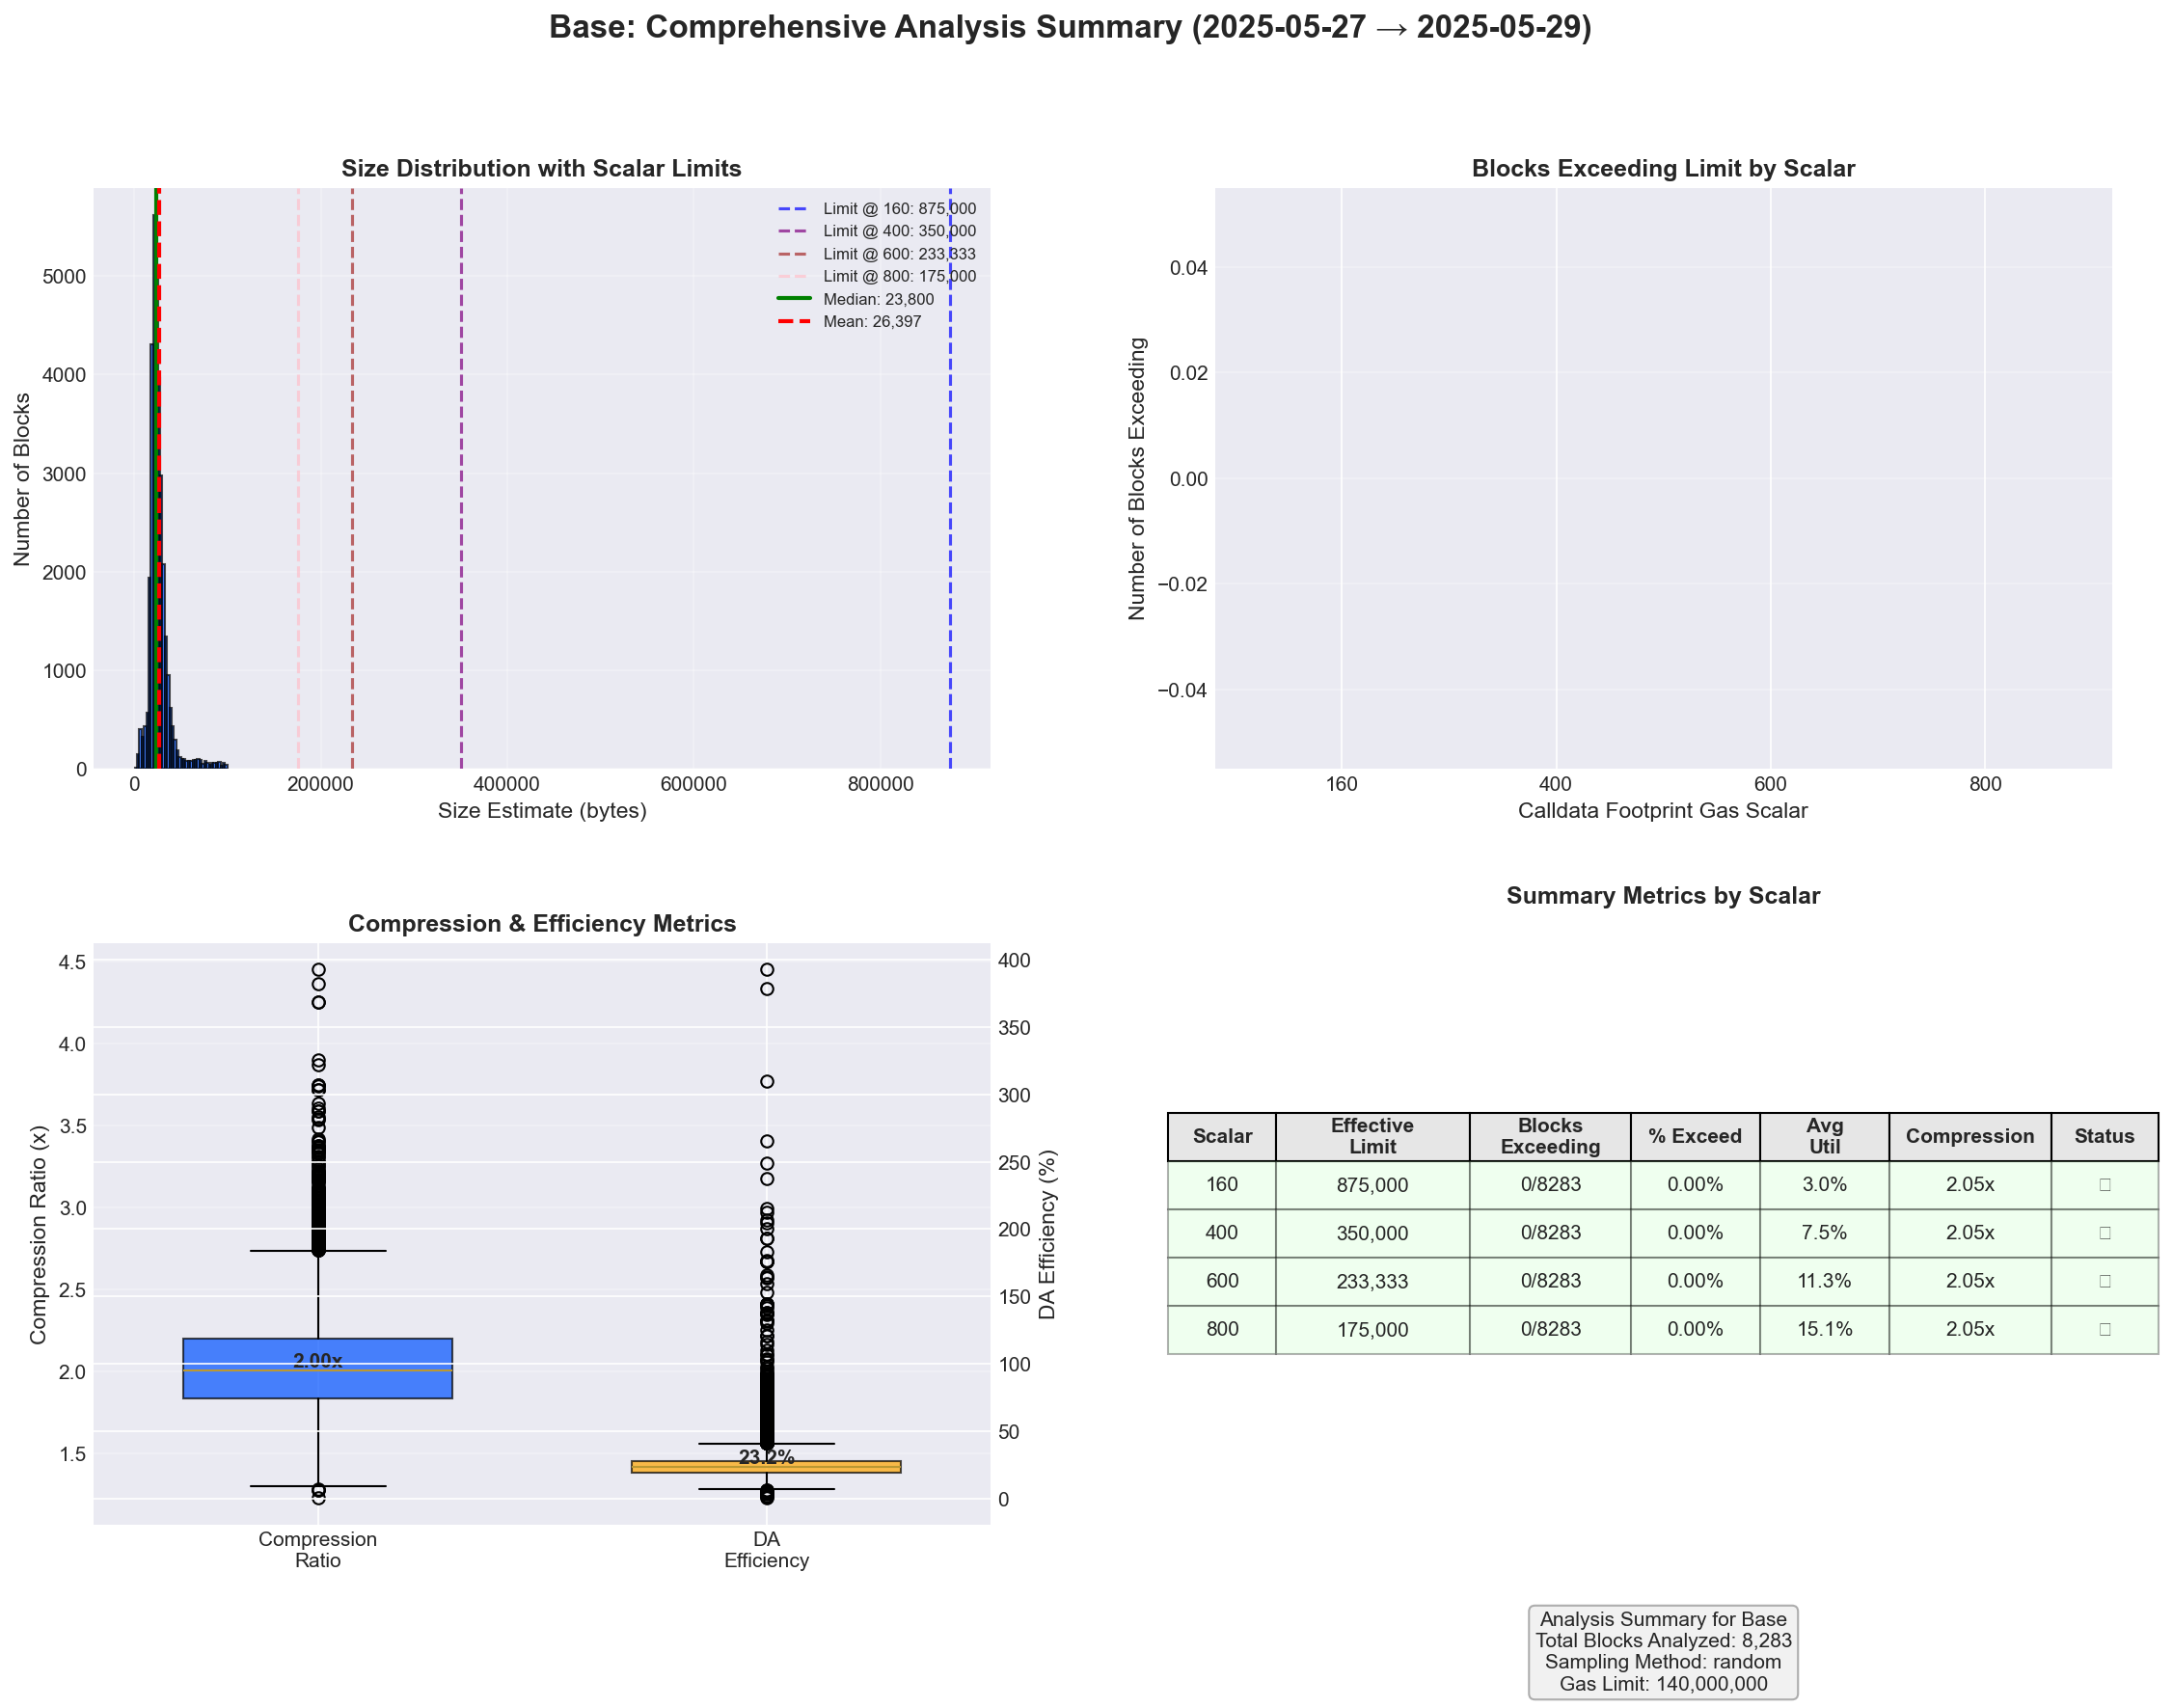 Base: Comprehensive Analysis Summary (2025-05-27 → 2025-05-29)
Size Distribution with Scalar Limits
Number of Blocks
5000
4000
3000
2000
1000
0
0
200000
400000
600000
800000
Size Estimate (bytes)
Limit @ 160: 875,000
Limit @ 400: 350,000
Limit @ 600: 233,333
Limit @ 800: 175,000
Median: 23,800
Mean: 26,397
Blocks Exceeding Limit by Scalar
Number of Blocks Exceeding
0.04
0.02
0.00
−0.02
−0.04
160
400
600
800
Calldata Footprint Gas Scalar
Compression & Efficiency Metrics
Compression Ratio (x)
4.5
4.0
3.5
3.0
2.5
2.0
1.5
2.00x
23.2%
400
350
300
250
200
150
100
50
0
DA Efficiency (%)
Compression
Ratio
DA
Efficiency
Summary Metrics by Scalar
Scalar Effective Limit Blocks Exceeding % Exceed Avg Util Compression Status
160 875,000 0/8283 0.00% 3.0% 2.05x
400 350,000 0/8283 0.00% 7.5% 2.05x
600 233,333 0/8283 0.00% 11.3% 2.05x
800 175,000 0/8283 0.00% 15.1% 2.05x
Analysis Summary for Base
Total Blocks Analyzed: 8,283
Sampling Method: random
Gas Limit: 140,000,000